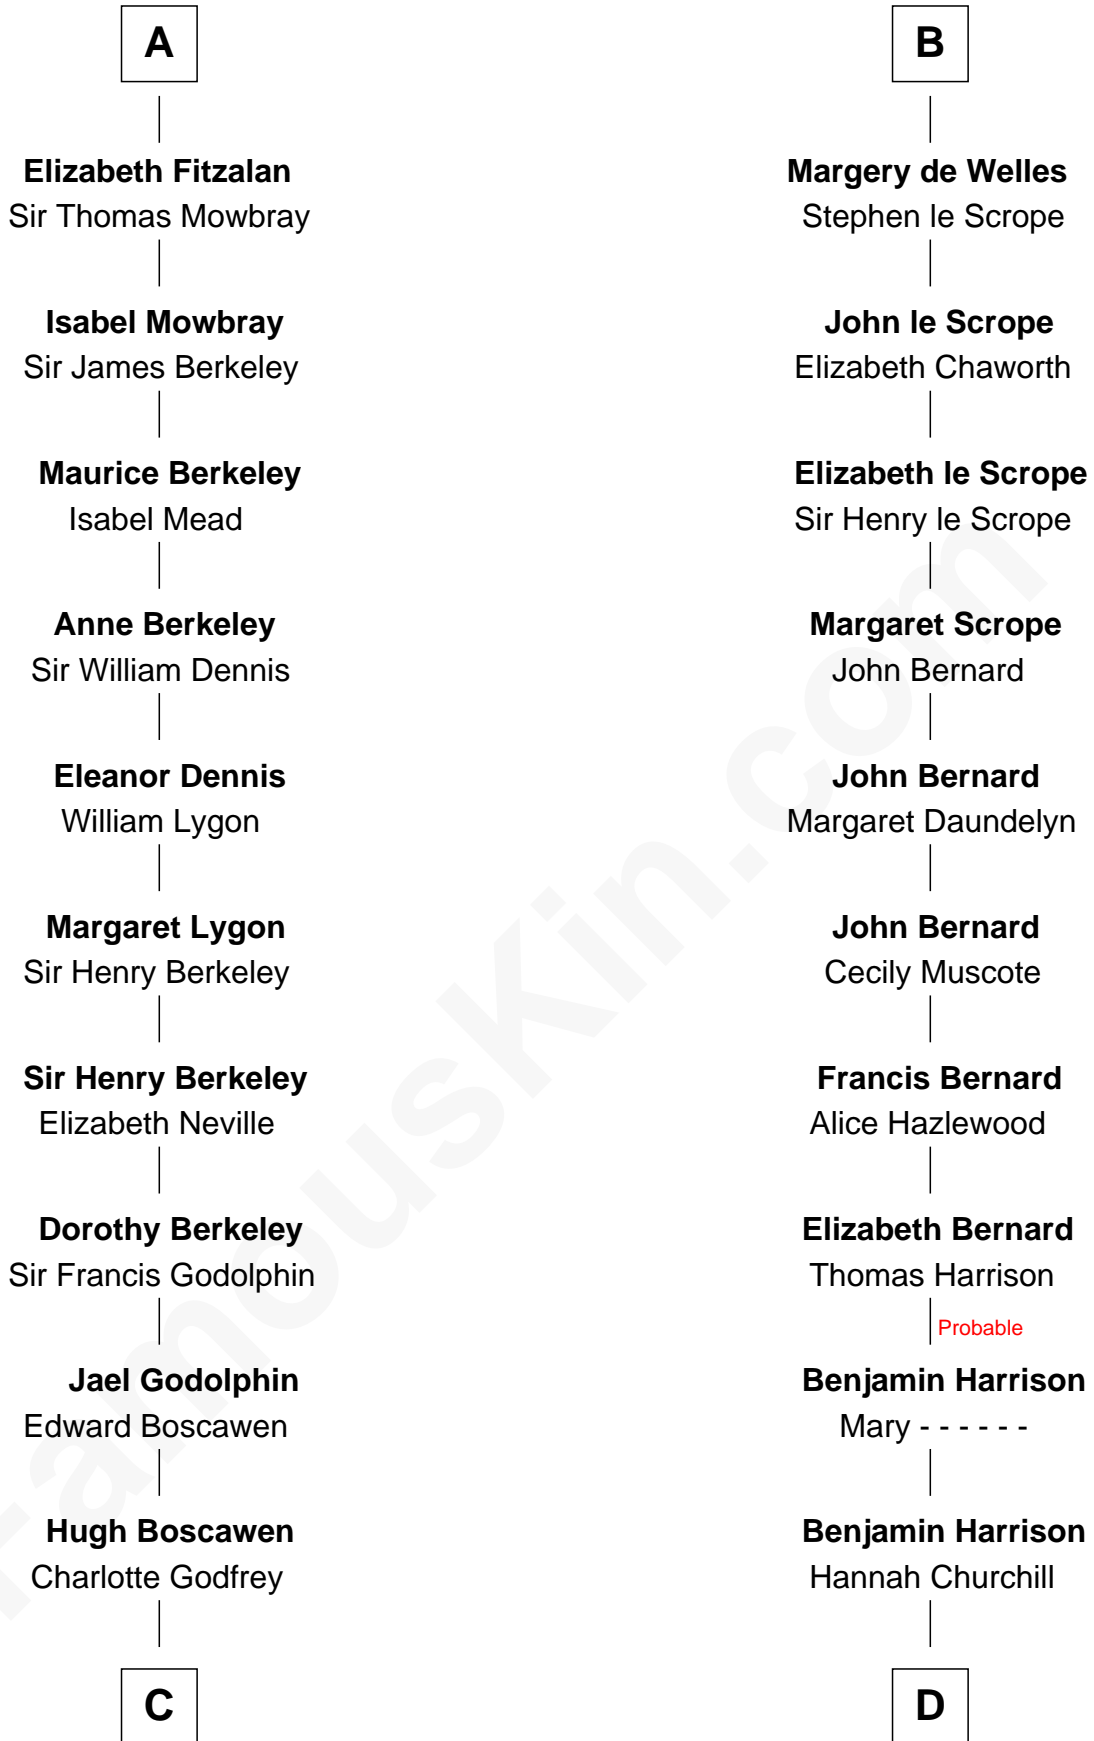 A
Elizabeth Fitzalan
Sir Thomas Mowbray
Isabel Mowbray
Sir James Berkeley
Maurice Berkeley
Isabel Mead
Anne Berkeley
Sir William Dennis
Eleanor Dennis
William Lygon
Margaret Lygon
Sir Henry Berkeley
Sir Henry Berkeley
Elizabeth Neville
Dorothy Berkeley
Sir Francis Godolphin
Jael Godolphin
Edward Boscawen
Hugh Boscawen
Charlotte Godfrey
C
B
Margery de Welles
Stephen le Scrope
John le Scrope
Elizabeth Chaworth
Elizabeth le Scrope
Sir Henry le Scrope
Margaret Scrope
John Bernard
John Bernard
Margaret Daundelyn
John Bernard
Cecily Muscote
Francis Bernard
Alice Hazlewood
Elizabeth Bernard
Thomas Harrison
Probable
Benjamin Harrison
Mary - - - - - -
Benjamin Harrison
Hannah Churchill
D
FamousKin.com